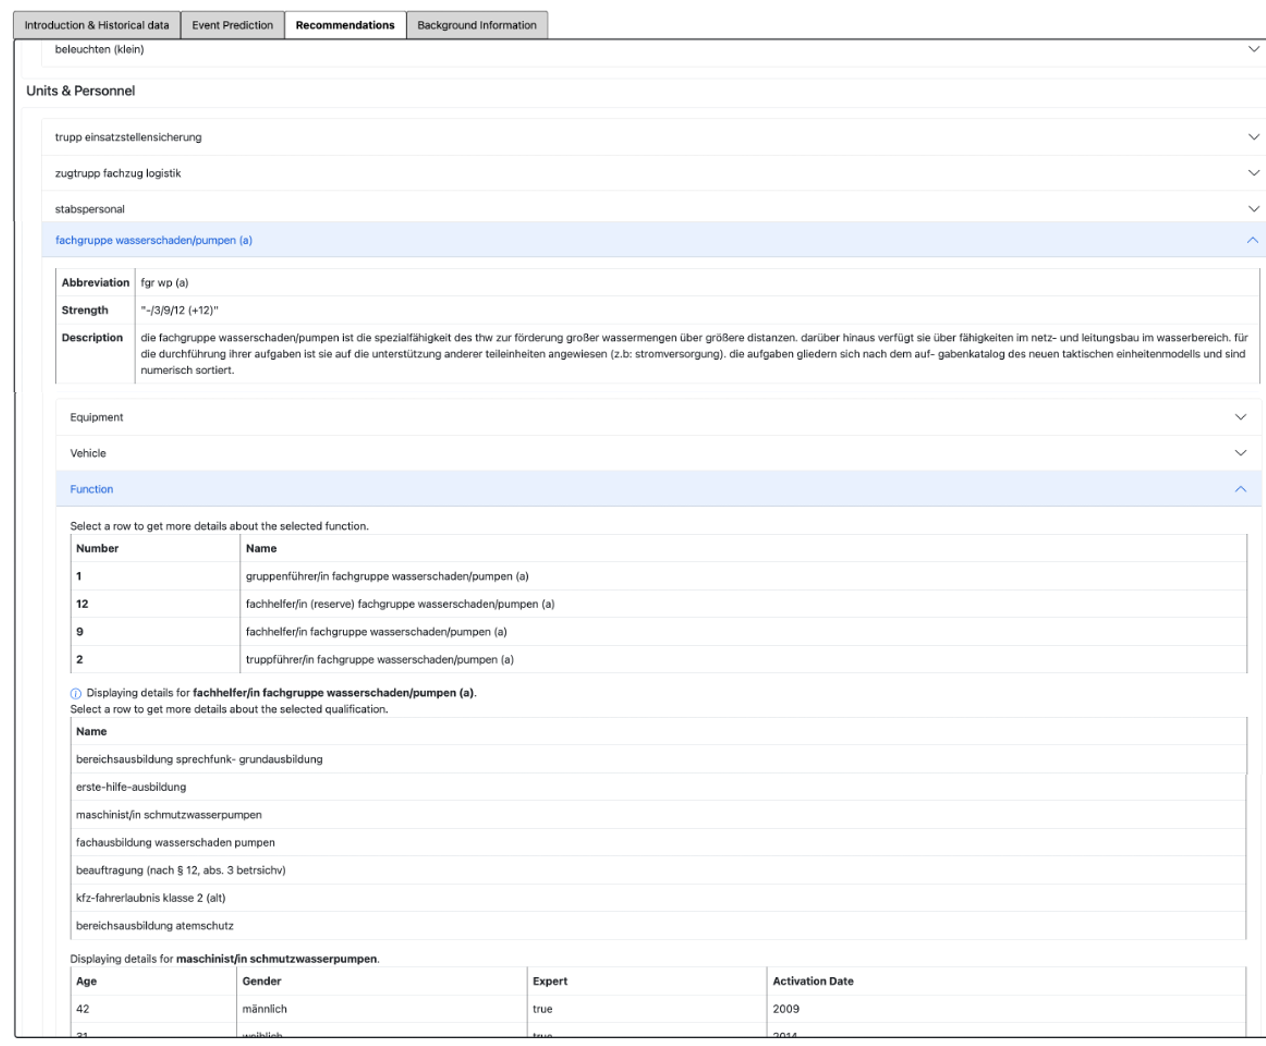 Introduction & Historical data Event Prediction Recommendations Background Information
beleuchten (klein)
Units & Personnel
trupp einsatzstellensicherung
zugtrupp fachzug logistik
stabspersonal
fachgruppe wasserschaden/pumpen (a)
Abbreviation fgr wp (a)
Strength "-/3/9/12 (+12)"
Description die fachgruppe wasserschaden/pumpen ist die spezialfähigkeit des thw zur förderung großer wassermengen über größere distanzen. darüber hinaus verfügt sie über fähigkeiten im netz- und leitungsbau im wasserbereich. für
die durchführung ihrer aufgaben ist sie auf die unterstützung anderer teileinheiten angewiesen (z.b: stromversorgung). die aufgaben gliedern sich nach dem auf- gabenkatalog des neuen taktischen einheitenmodells und sind
numerisch sortiert.
Equipment
Vehicle
Function
Select a row to get more details about the selected function.
Number Name
1 gruppenführer/in fachgruppe wasserschaden/pumpen (a)
12 fachhelfer/in (reserve) fachgruppe wasserschaden/pumpen (a)
9 fachhelfer/in fachgruppe wasserschaden/pumpen (a)
2 truppführer/in fachgruppe wasserschaden/pumpen (a)
Displaying details for fachhelfer/in fachgruppe wasserschaden/pumpen (a).
Select a row to get more details about the selected qualification.
Name
bereichsausbildung sprechfunk- grundausbildung
erste-hilfe-ausbildung
maschinist/in schmutzwasserpumpen
fachausbildung wasserschaden pumpen
beauftragung (nach § 12, abs. 3 betrsichv)
kfz-fahrerlaubnis klasse 2 (alt)
bereichsausbildung atemschutz
Displaying details for maschinist/in schmutzwasserpumpen.
Age Gender Expert Activation Date
42 männlich true 2009
31 weiblich true 2014